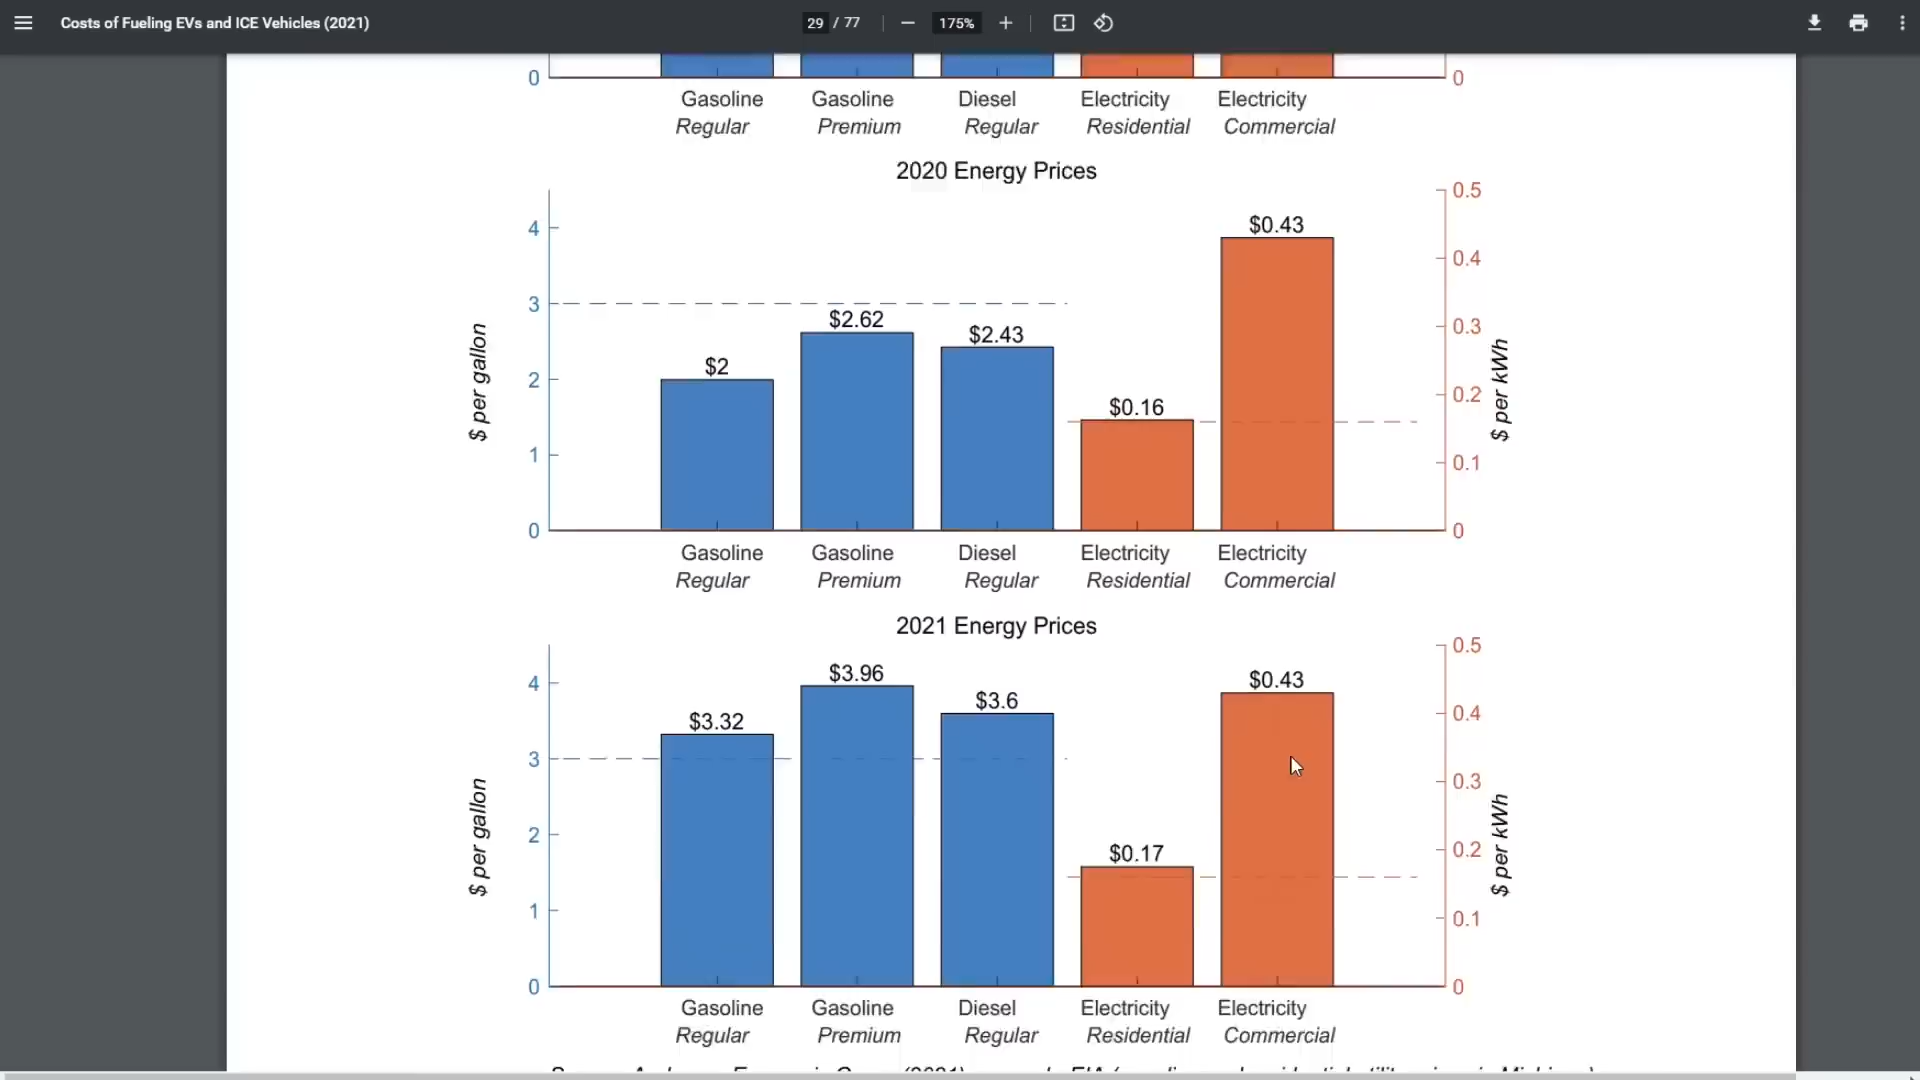 Costs of Fueling EVs and ICE Vehicles (2021)
29 / 77
175%
0
0
Gasoline Gasoline Diesel Electricity Electricity
Regular Premium Regular Residential Commercial
2020 Energy Prices
$ per gallon
4
3
2
1
0
$2
$2.62
$2.43
$0.16
$0.43
0.5
0.4
0.3
0.2
0.1
0
$ per kWh
Gasoline Gasoline Diesel Electricity Electricity
Regular Premium Regular Residential Commercial
2021 Energy Prices
$ per gallon
4
3
2
1
0
$3.32
$3.96
$3.6
$0.17
$0.43
0.5
0.4
0.3
0.2
0.1
0
$ per kWh
Gasoline Gasoline Diesel Electricity Electricity
Regular Premium Regular Residential Commercial